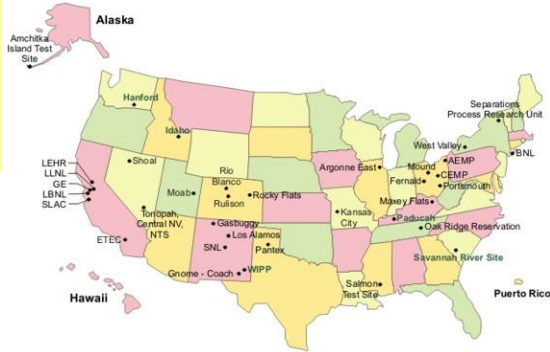 Alaska
Amchitka
Island Test
Site
Hanford
Separations
Process Research Unit
Idaho
West Valley
BNL
LEHR
LLNL
GE
LBNL
SLAC
Shoal
Rio
Blanco
Rulison
Rocky Flats
Moab
Argonne East
Mound
Fernald
AEMP
CEMP
Portsmouth
Maxey Flats
Kansas
City
Paducah
Oak Ridge Reservation
Tonopah,
Central NV,
NTS
Gasbuggy
Los Alamos
Pantex
SNL
ETEC
Gnome - Coach
WIPP
Savannah River Site
Salmon
Test Site
Hawaii
Puerto Rico